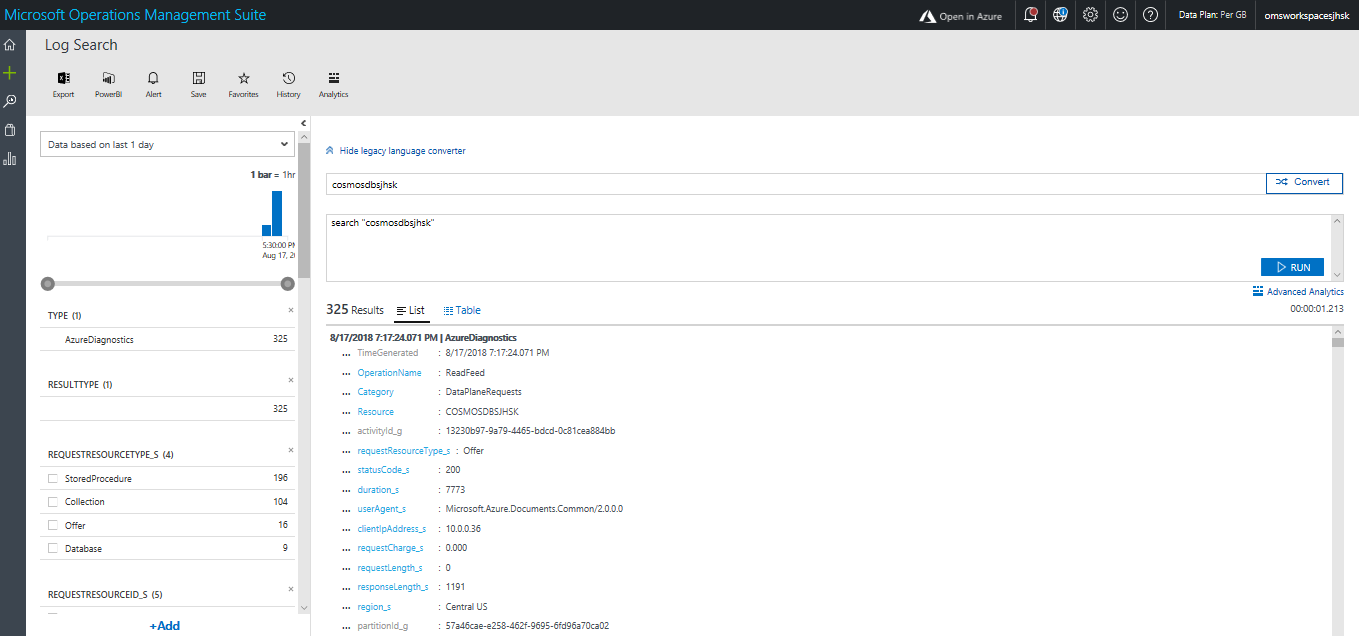 Microsoft Operations Management Suite
Open in Azure
Data Plan: Per GB
omsworkspacesjhsk
Log Search
Export
PowerBI
Alert
Save
Favorites
History
Analytics
Data based on last 1 day
1 bar = 1hr
5:30:00 PM
Aug 17, 20
TYPE (1)
AzureDiagnostics 325
RESULTTYPE (1)
325
REQUESTRESOURCETYPE_S (4)
StoredProcedure 196
Collection 104
Offer 16
Database 9
REQUESTRESOURCEID_S (5)
+Add
Hide legacy language converter
cosmosdbsjhsk
Convert
search "cosmosdbsjhsk"
RUN
Advanced Analytics
325 Results
List
Table
00:00:01.213
8/17/2018 7:17:24.071 PM | AzureDiagnostics
... TimeGenerated : 8/17/2018 7:17:24.071 PM
... OperationName : ReadFeed
... Category : DataPlaneRequests
... Resource : COSMOSDBSJHSK
... activityId_g : 13230b97-9a79-4465-bdcd-0c81cea884bb
... requestResourceType_s : Offer
... statusCode_s : 200
... duration_s : 7773
... userAgent_s : Microsoft.Azure.Documents.Common/2.0.0.0
... clientIpAddress_s : 10.0.0.36
... requestCharge_s : 0.000
... requestLength_s : 0
... responseLength_s : 1191
... region_s : Central US
... partitionId_g : 57a46cae-e258-462f-9695-6fd96a70ca02